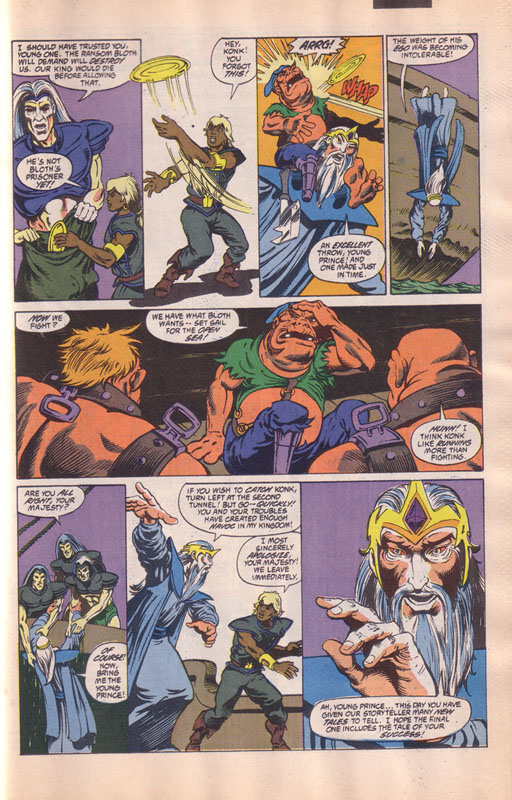 I SHOULD HAVE TRUSTED YOU,
YOUNG ONE. THE RANSOM BLOTH
WILL DEMAND WILL DESTROY
US. OUR KING WOULD DIE
BEFORE ALLOWING
THAT.
HE'S NOT
BLOTH'S
PRISONER
YET!
HEY,
KONK!
YOU
FORGOT
THIS!
ARRG!
WHAP
AN EXCELLENT
THROW, YOUNG
PRINCE! AND
ONE MADE JUST
IN TIME.
THE WEIGHT OF HIS
EGO WAS BECOMING
INTOLERABLE!
NOW WE
FIGHT?
WE HAVE WHAT BLOTH
WANTS-- SET SAIL
FOR THE OPEN
SEA!
HUNH! I
THINK KONK
LIKE RUNNING
MORE THAN
FIGHTING.
ARE YOU ALL
RIGHT, YOUR
MAJESTY?
OF
COURSE!
NOW,
BRING
ME THE
YOUNG
PRINCE!
IF YOU WISH TO CATCH KONK,
TURN LEFT AT THE SECOND
TUNNEL! BUT GO--QUICKLY!
YOU AND YOUR TROUBLES
HAVE CREATED ENOUGH
HAVOC IN MY KINGDOM!
I MOST
SINCERELY
APOLOGIZE,
YOUR MAJESTY!
WE LEAVE
IMMEDIATELY.
AH, YOUNG PRINCE... THIS DAY YOU HAVE
GIVEN OUR STORYTELLER MANY NEW
TALES TO TELL. I HOPE THE FINAL
ONE INCLUDES THE TALE OF YOUR
SUCCESS!